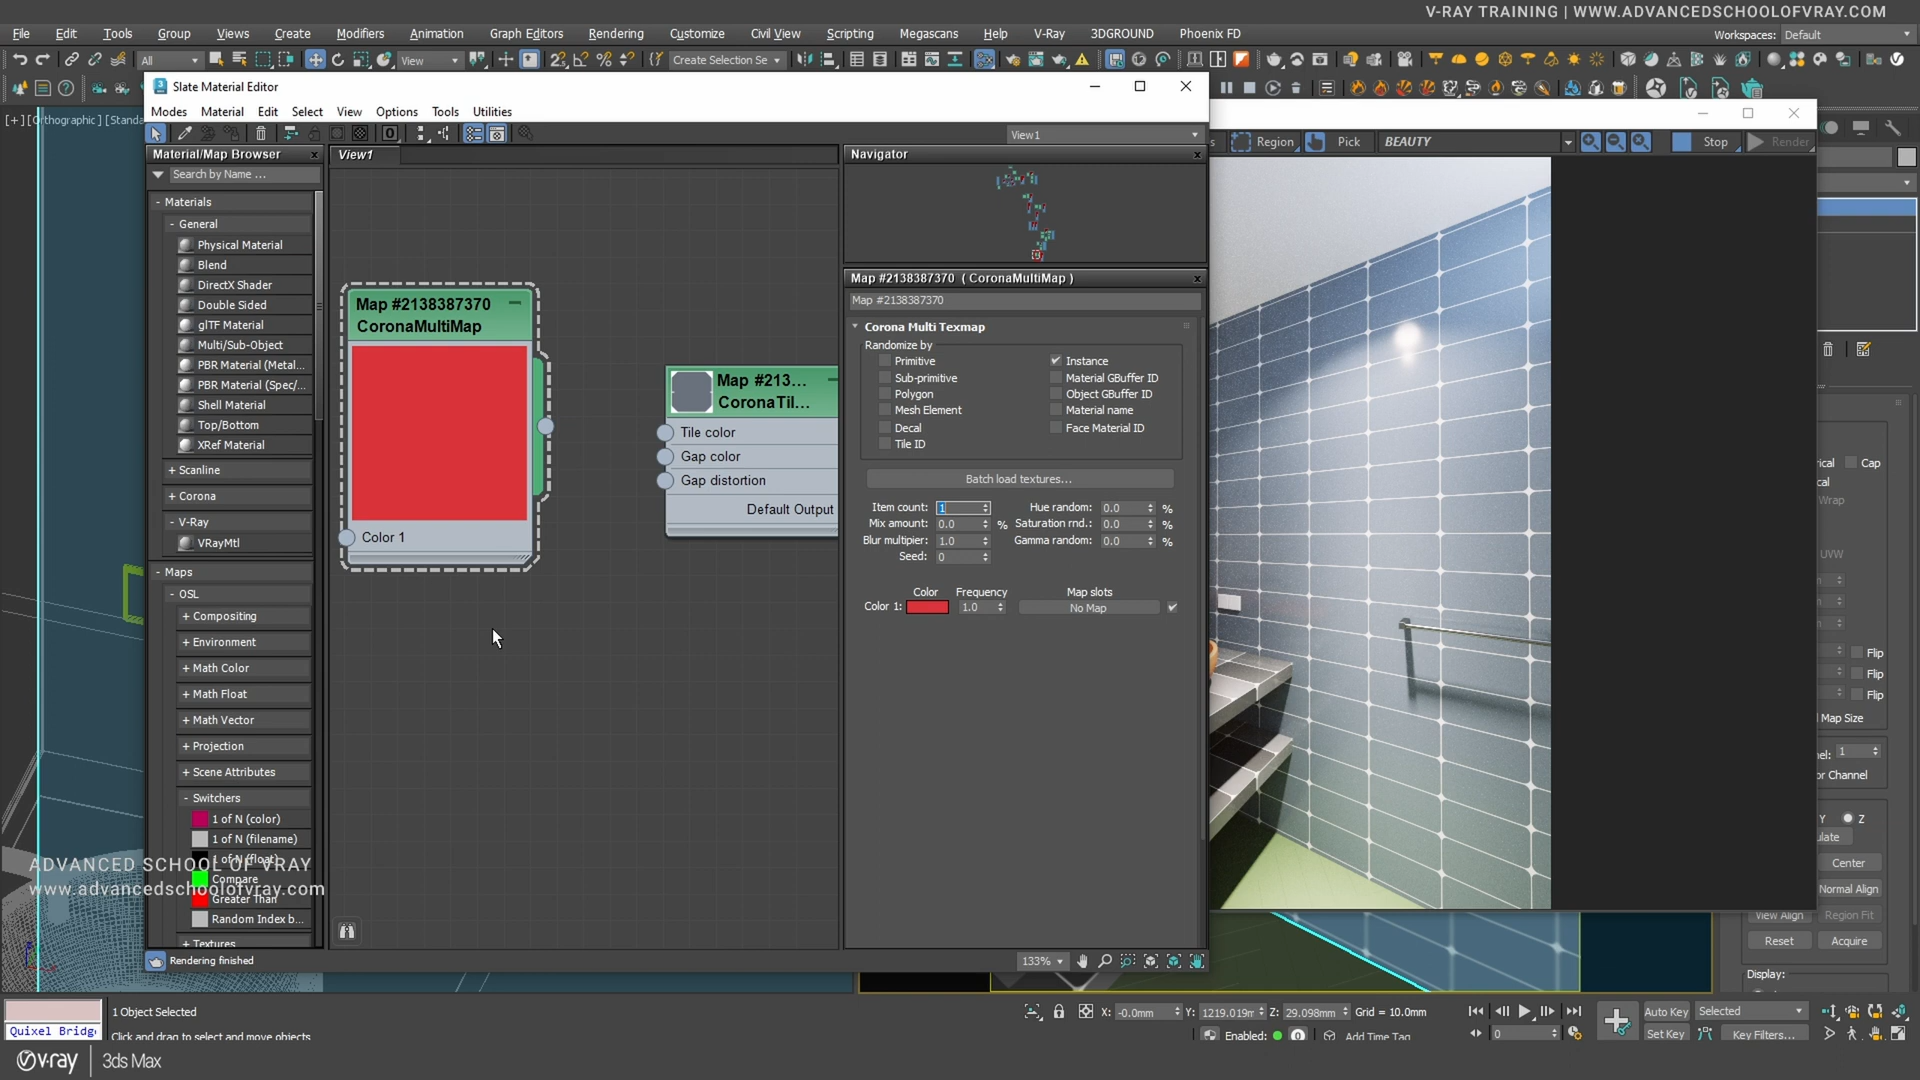 V-RAY TRAINING | WWW.ADVANCEDSCHOOLOFVRAY.COM
File Edit Tools Group Views Create Modifiers Animation Graph Editors Rendering Customize Civil View Scripting Megascans Help V-Ray 3DGROUND Phoenix FD
Workspaces: Default
All View Create Selection Se
[+] [Orthographic ] [Standa
3 Slate Material Editor
Modes Material Edit Select View Options Tools Utilities
View1
Material/Map Browser
Search by Name ...
- Materials
- General
Physical Material
Blend
DirectX Shader
Double Sided
glTF Material
Multi/Sub-Object
PBR Material (Metal...
PBR Material (Spec/...
Shell Material
Top/Bottom
XRef Material
+ Scanline
+ Corona
- V-Ray
VRayMtl
- Maps
- OSL
+ Compositing
+ Environment
+ Math Color
+ Math Float
+ Math Vector
+ Projection
+ Scene Attributes
- Switchers
1 of N (color)
1 of N (filename)
1 of N (float)
Compare
Greater Than
Random Index b...
+ Textures
View1
Map #2138387370
CoronaMultiMap
Color 1
Map #213...
CoronaTil...
Tile color
Gap color
Gap distortion
Default Output
Navigator
Map #2138387370 ( CoronaMultiMap )
Map #2138387370
Corona Multi Texmap
Randomize by
Primitive Instance
Sub-primitive Material GBuffer ID
Polygon Object GBuffer ID
Mesh Element Material name
Decal Face Material ID
Tile ID
Batch load textures...
Item count: 1 Hue random: 0.0 %
Mix amount: 0.0 % Saturation rnd.: 0.0 %
Blur multipier: 1.0 Gamma random: 0.0 %
Seed: 0
Color Frequency Map slots
Color 1: 1.0 No Map
s Region Pick BEAUTY Stop Render
rical Cap
cal
Wrap
UVW
Flip
Flip
Flip
l Map Size
el: 1
or Channel
Y Z
ulate
Center
Normal Align
View Align Region Fit
Reset Acquire
Display:
ADVANCED SCHOOL OF VRAY
www.advancedschoolofvray.com
Rendering finished
133%
Quixel Bridg
1 Object Selected
Click and drag to select and move objects
X: -0.0mm Y: 1219.019m Z: 29.098mm Grid = 10.0mm
Enabled: 0 Add Time Tag
0
Auto Key Selected
Set Key Key Filters...
v-ray 3ds Max